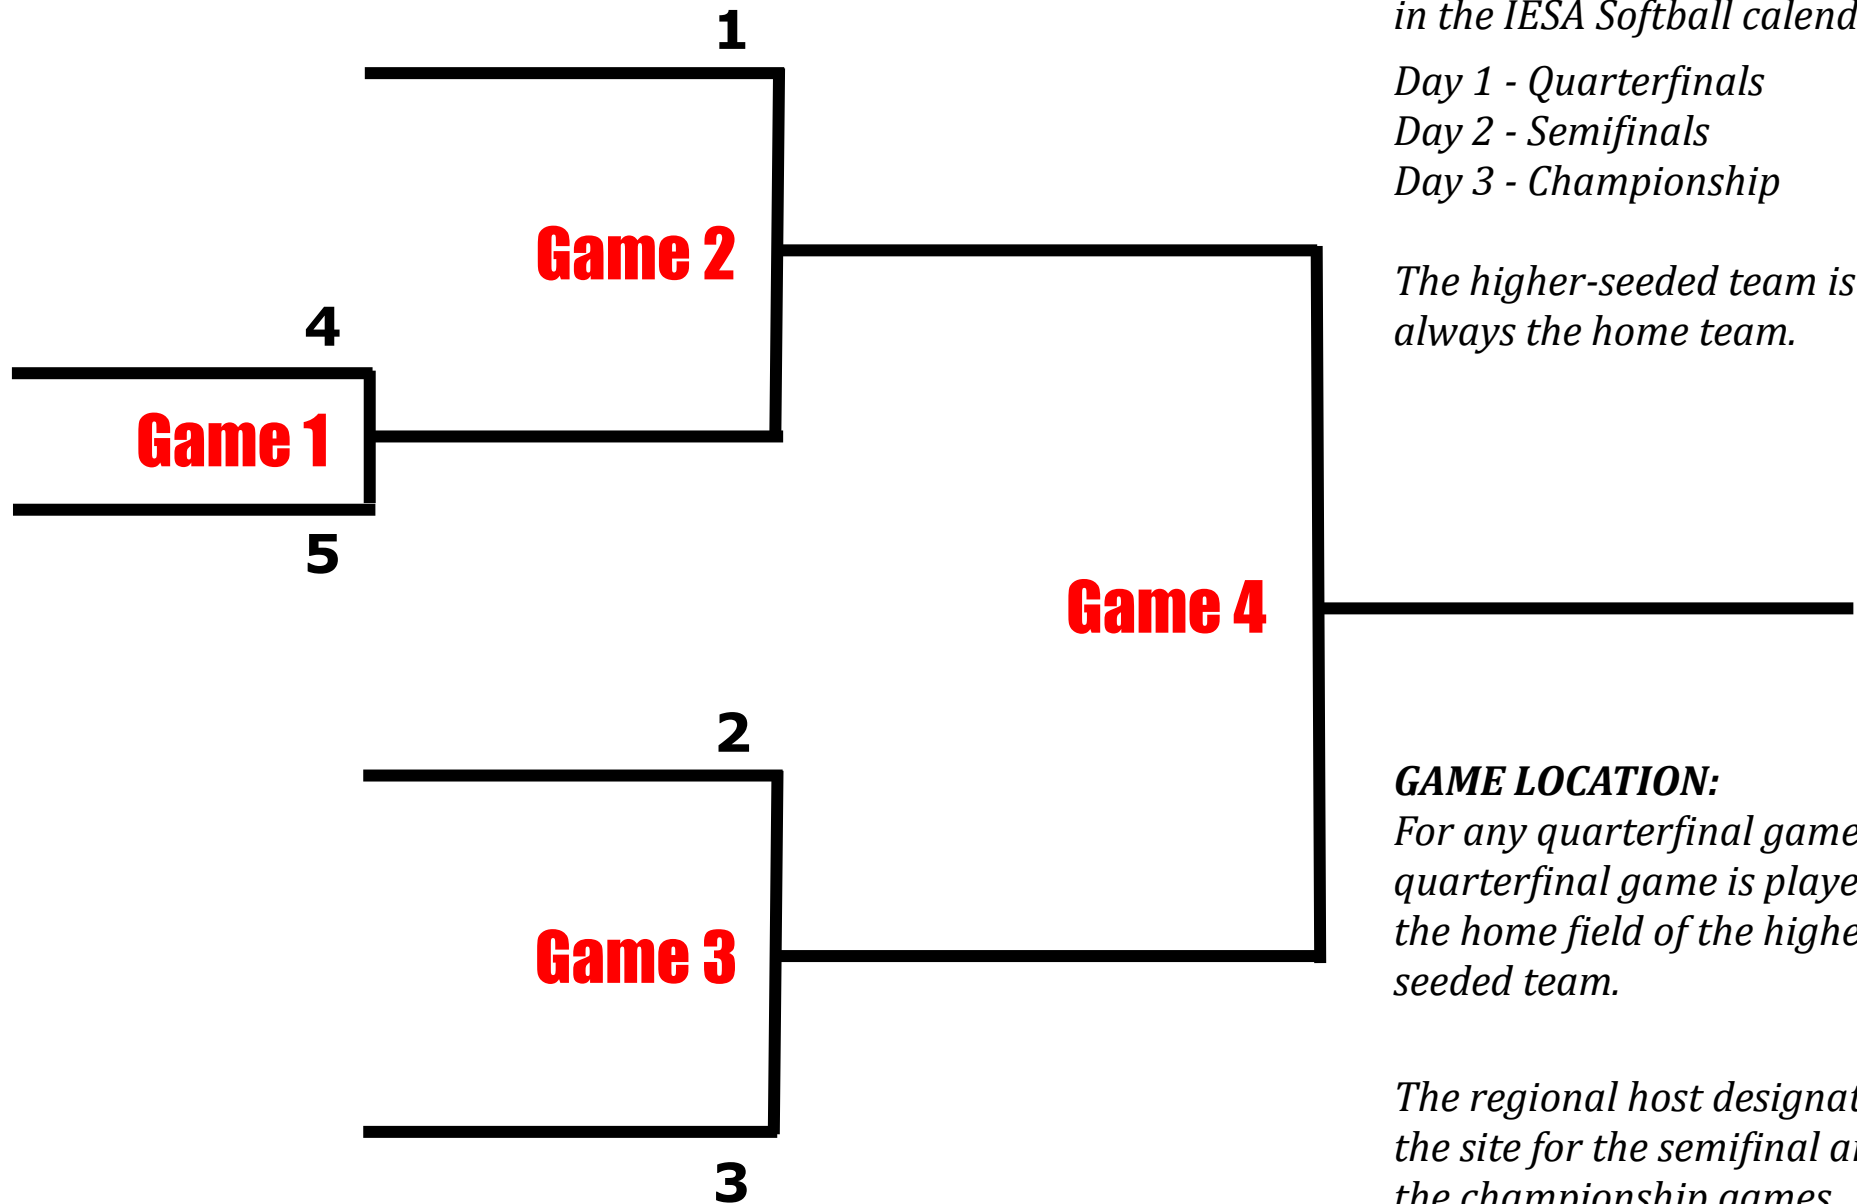 1
in the IESA Softball calend
Day 1 - Quarterfinals
Day 2 - Semifinals
Day 3 - Championship
Game 2
The higher-seeded team is
always the home team.
4
Game 1
5
Game 4
2
GAME LOCATION:
For any quarterfinal game
quarterfinal game is playe
the home field of the highe
seeded team.
Game 3
The regional host designat
the site for the semifinal a
the championship games
3